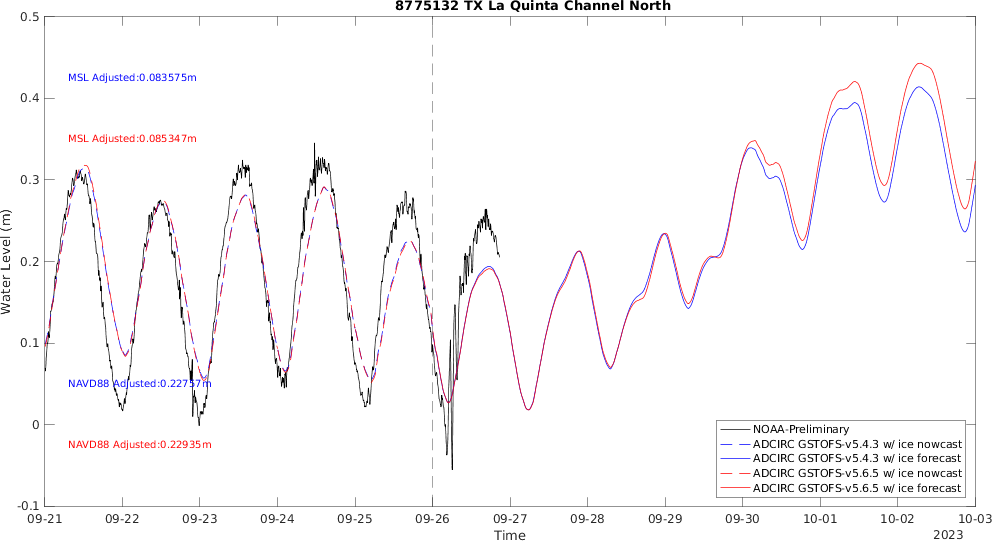 8775132 TX La Quinta Channel North
0.5
0.4
0.3
0.2
0.1
0
-0.1
Water Level (m)
MSL Adjusted:0.083575m
MSL Adjusted:0.085347m
NAVD88 Adjusted:0.22757m
NAVD88 Adjusted:0.22935m
NOAA-Preliminary
ADCIRC GSTOFS-v5.4.3 w/ ice nowcast
ADCIRC GSTOFS-v5.4.3 w/ ice forecast
ADCIRC GSTOFS-v5.6.5 w/ ice nowcast
ADCIRC GSTOFS-v5.6.5 w/ ice forecast
09-21 09-22 09-23 09-24 09-25 09-26 09-27 09-28 09-29 09-30 10-01 10-02 10-03
Time
2023